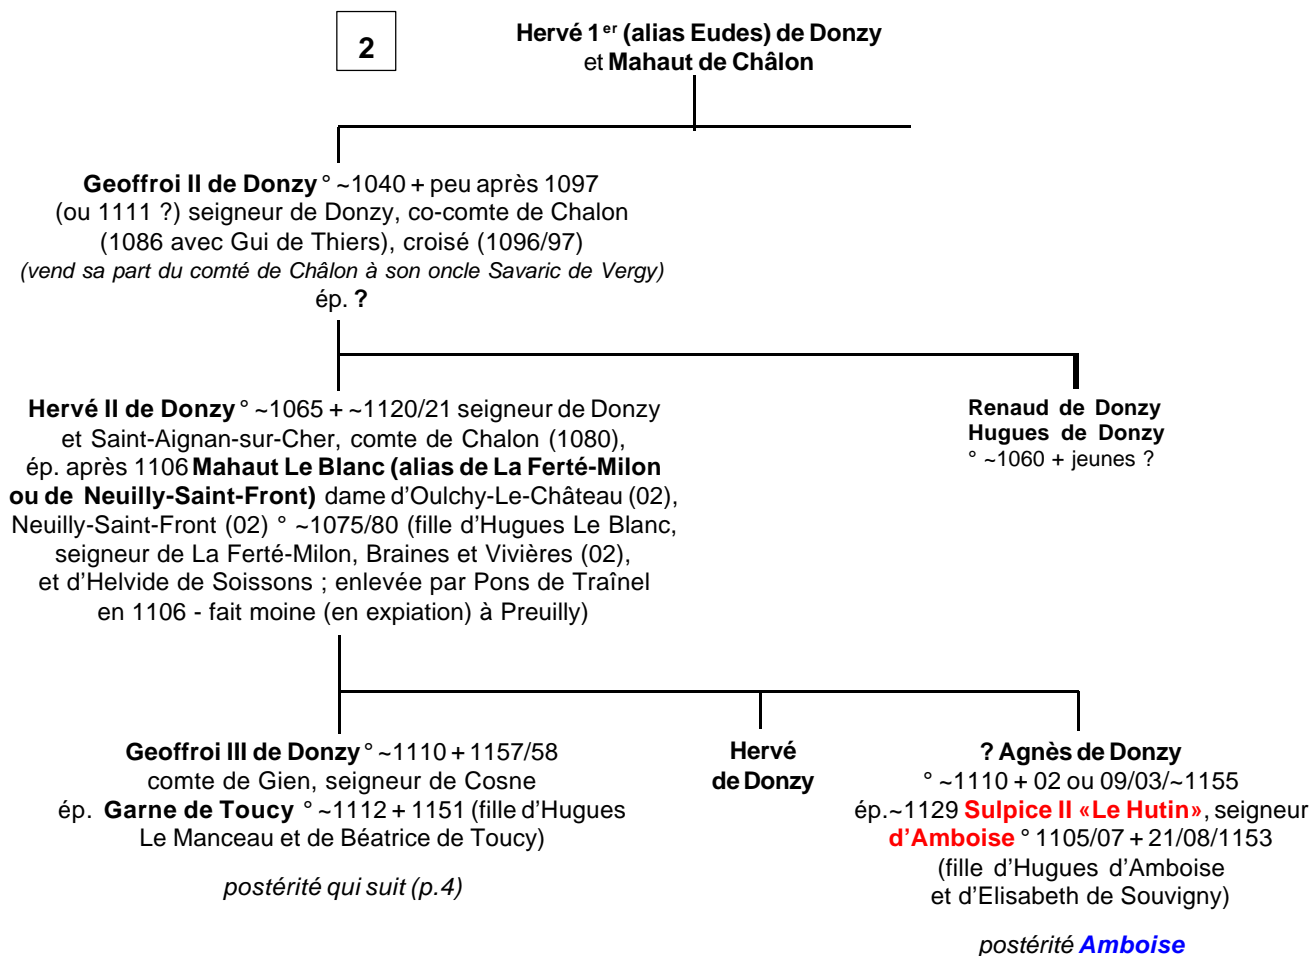 2
Hervé 1er (alias Eudes) de Donzy
et Mahaut de Châlon
Geoffroi II de Donzy ° ~1040 + peu après 1097
(ou 1111 ?) seigneur de Donzy, co-comte de Chalon
(1086 avec Gui de Thiers), croisé (1096/97)
(vend sa part du comté de Châlon à son oncle Savaric de Vergy)
ép. ?
Hervé II de Donzy ° ~1065 + ~1120/21 seigneur de Donzy
et Saint-Aignan-sur-Cher, comte de Chalon (1080),
ép. après 1106 Mahaut Le Blanc (alias de La Ferté-Milon
ou de Neuilly-Saint-Front) dame d'Oulchy-Le-Château (02),
Neuilly-Saint-Front (02) ° ~1075/80 (fille d'Hugues Le Blanc,
seigneur de La Ferté-Milon, Braines et Vivières (02),
et d'Helvide de Soissons ; enlevée par Pons de Traînel
en 1106 - fait moine (en expiation) à Preuilly)
Renaud de Donzy
Hugues de Donzy
° ~1060 + jeunes ?
Geoffroi III de Donzy ° ~1110 + 1157/58
comte de Gien, seigneur de Cosne
ép. Garne de Toucy ° ~1112 + 1151 (fille d'Hugues
Le Manceau et de Béatrice de Toucy)
postérité qui suit (p.4)
Hervé
de Donzy
? Agnès de Donzy
° ~1110 + 02 ou 09/03/~1155
ép.~1129 Sulpice II «Le Hutin», seigneur
d'Amboise ° 1105/07 + 21/08/1153
(fille d'Hugues d'Amboise
et d'Elisabeth de Souvigny)
postérité Amboise